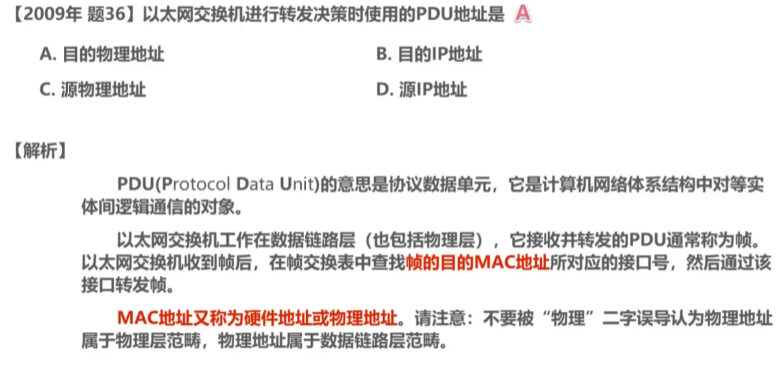 【2009年 题36】以太网交换机进行转发决策时使用的PDU地址是 A
A. 目的物理地址 B. 目的IP地址
C. 源物理地址 D. 源IP地址
【解析】
PDU(Protocol Data Unit)的意思是协议数据单元，它是计算机网络体系结构中对等实
体间逻辑通信的对象。
以太网交换机工作在数据链路层（也包括物理层），它接收并转发的PDU通常称为帧。
以太网交换机收到帧后，在帧交换表中查找帧的目的MAC地址所对应的接口号，然后通过该
接口转发帧。
MAC地址又称为硬件地址或物理地址。请注意：不要被“物理”二字误导认为物理地址
属于物理层范畴，物理地址属于数据链路层范畴。